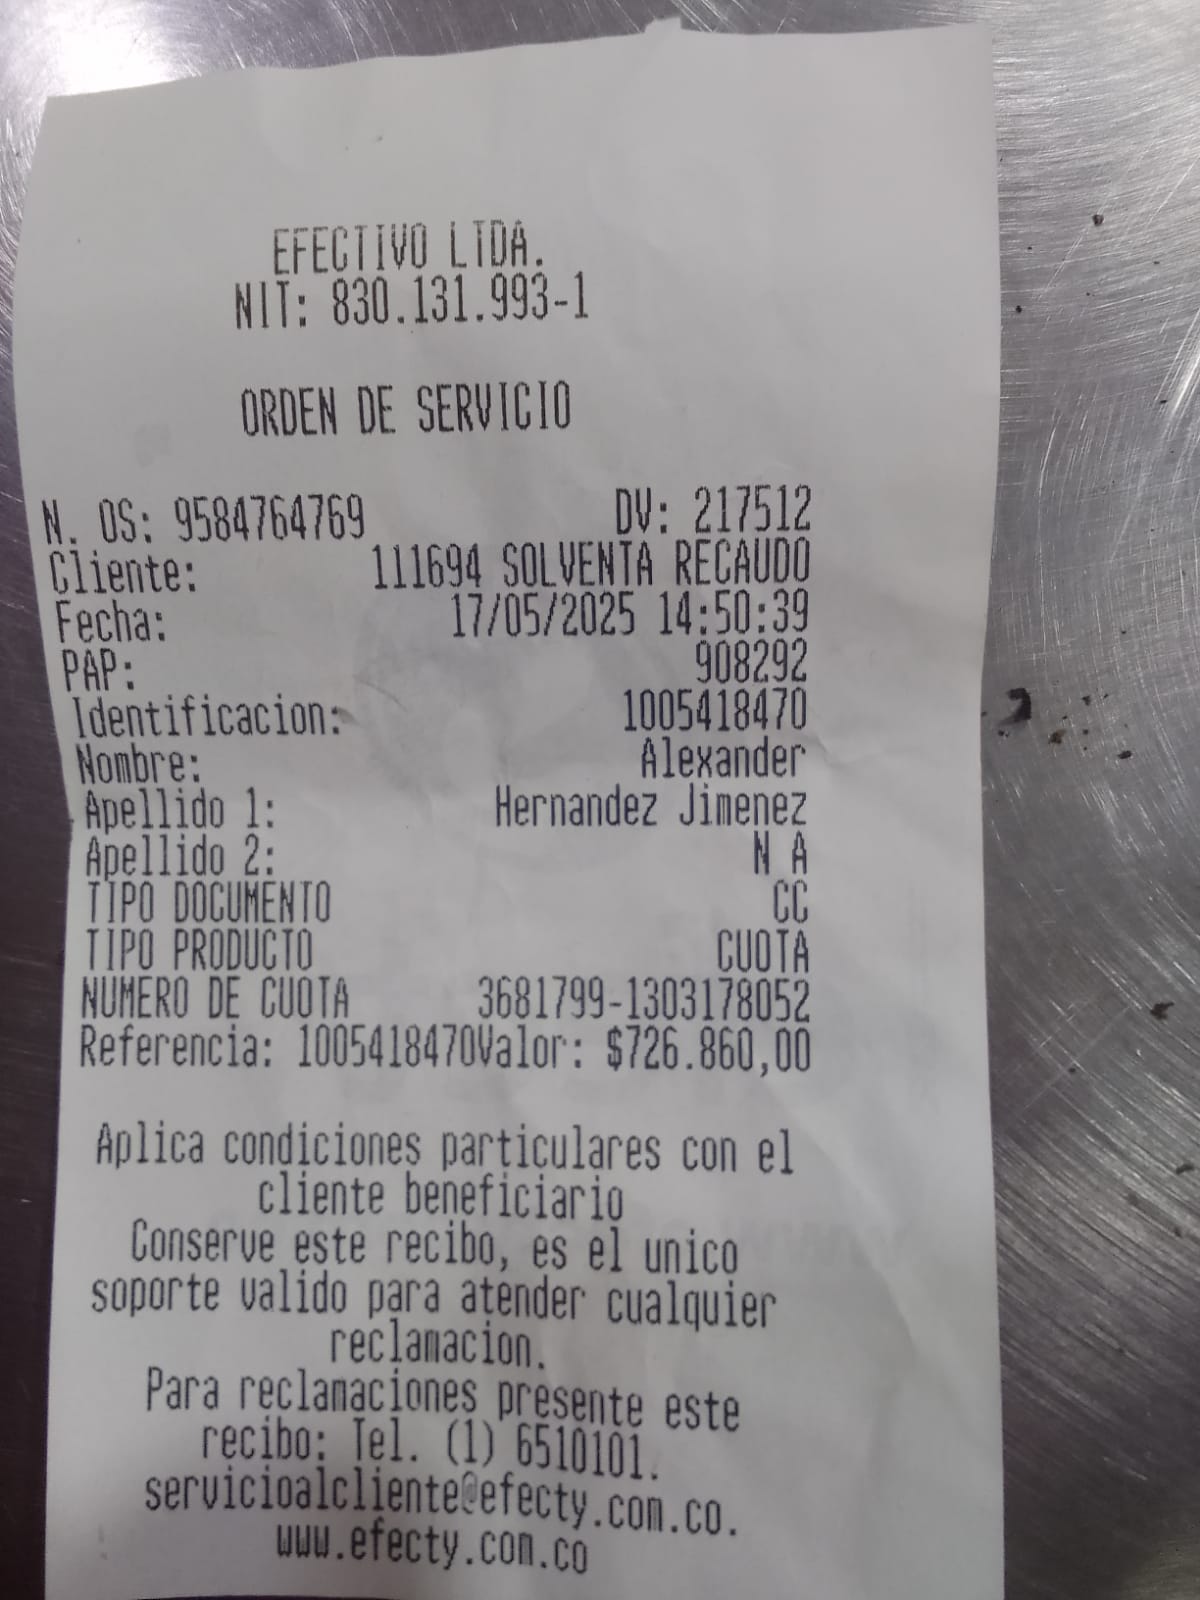 EFECTIVO LTDA.
NIT: 830.131.993-1
ORDEN DE SERVICIO
N. OS: 9584764769 DV: 217512
Cliente: 111694 SOLVENTA RECAUDO
Fecha: 17/05/2025 14:50:39
PAP: 908292
Identificacion: 1005418470
Nombre: Alexander
Apellido 1: Hernandez Jimenez
Apellido 2: N A
TIPO DOCUMENTO CC
TIPO PRODUCTO CUOTA
NUMERO DE CUOTA 3681799-1303178052
Referencia: 1005418470Valor: $726.860,00
Aplica condiciones particulares con el
cliente beneficiario
Conserve este recibo, es el unico
soporte valido para atender cualquier
reclamacion.
Para reclamaciones presente este
recibo: Tel. (1) 6510101.
servicioalcliente@efecty.com.co.
www.efecty.com.co